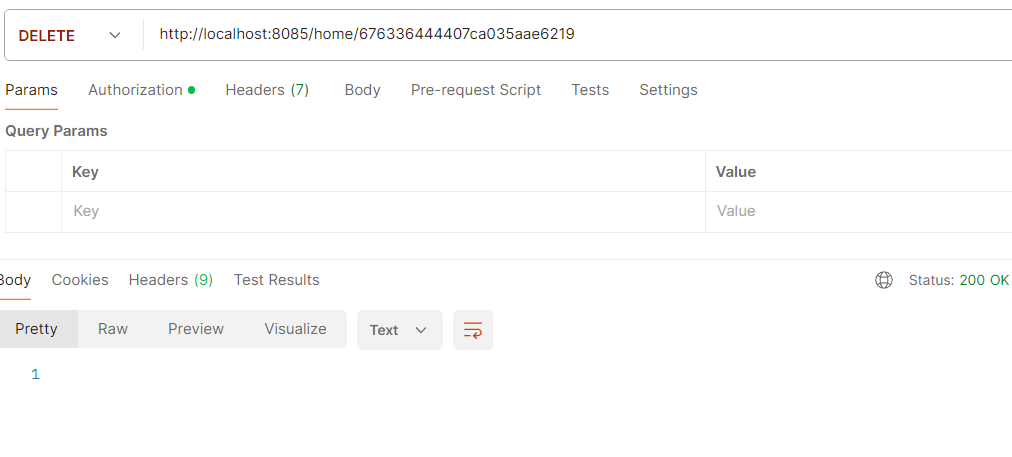 DELETE http://localhost:8085/home/676336444407ca035aae6219
Params Authorization Headers (7) Body Pre-request Script Tests Settings
Query Params
Key Value
Key Value
Body Cookies Headers (9) Test Results Status: 200 OK
Pretty Raw Preview Visualize Text
1